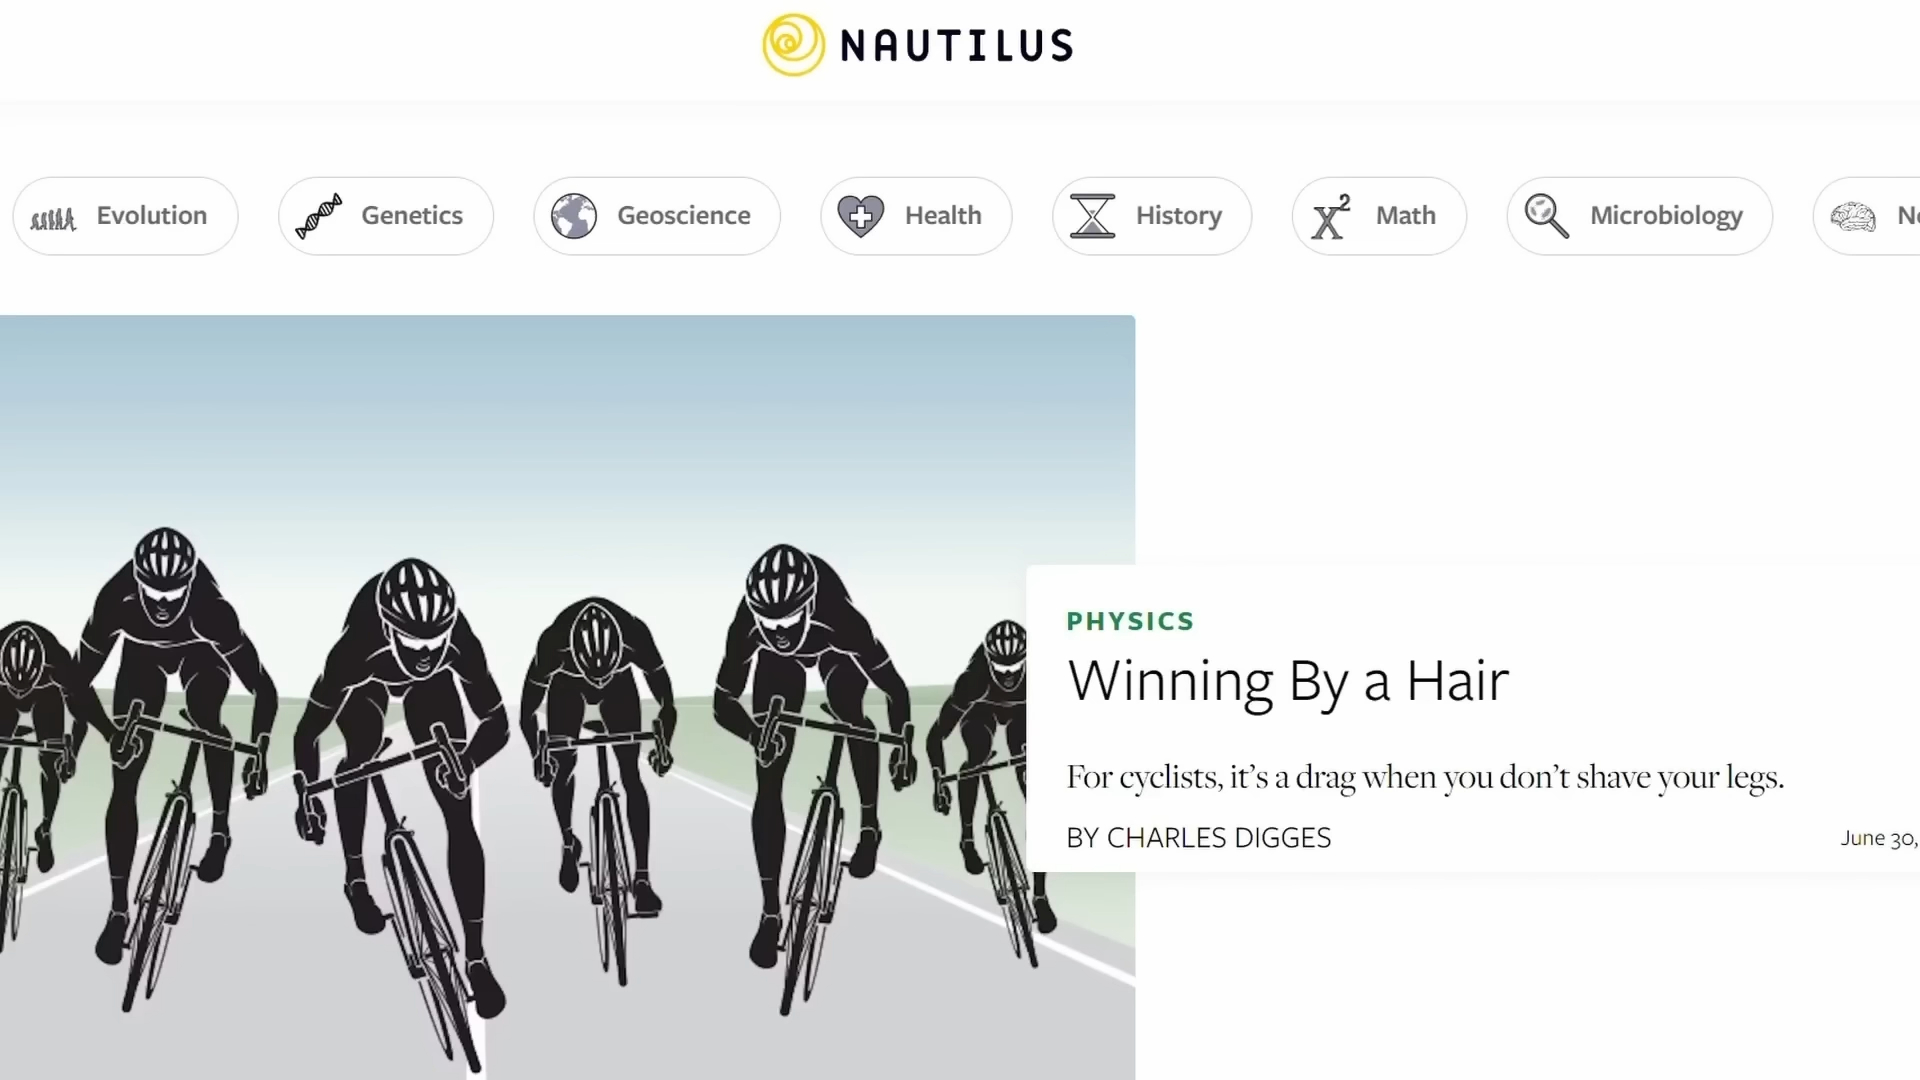 NAUTILUS
Evolution
Genetics
Geoscience
Health
History
X²
Math
Microbiology
PHYSICS
Winning By a Hair
For cyclists, it’s a drag when you don’t shave your legs.
BY CHARLES DIGGES
June 30,